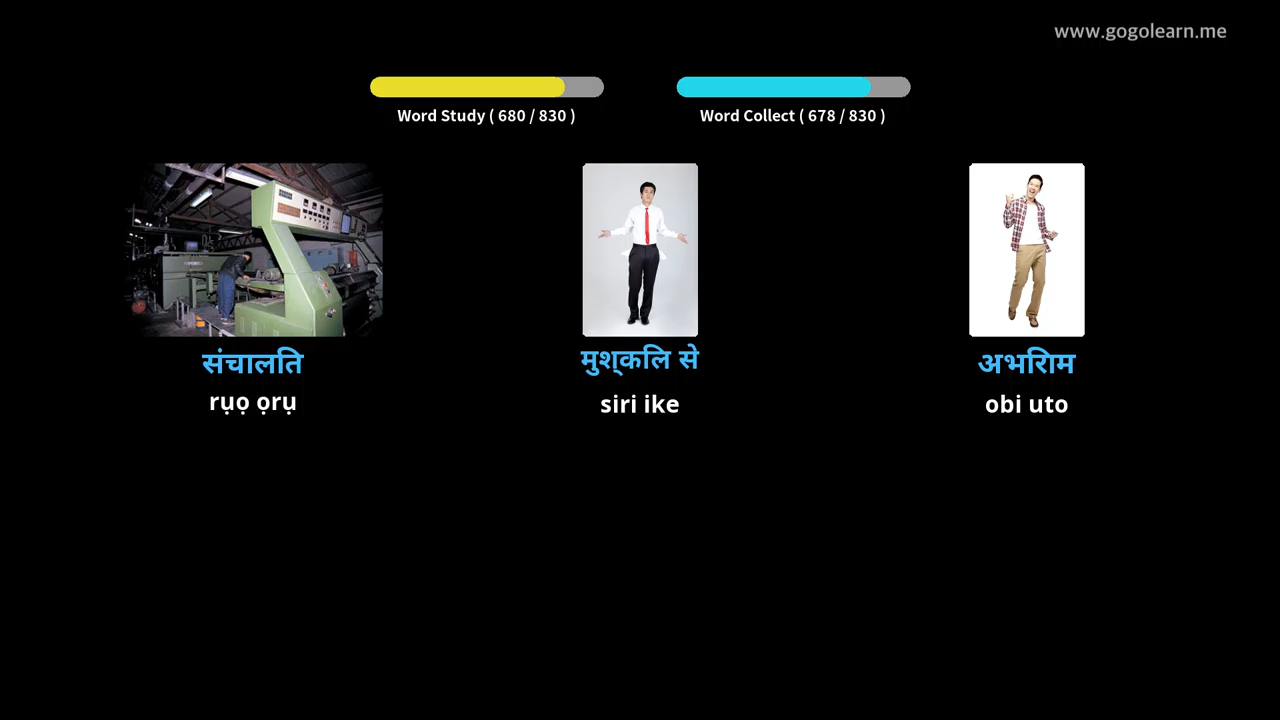 www.gogolearn.me
Word Study ( 680 / 830 )
Word Collect ( 678 / 830 )
संचालति
मुश्कलि से
अभरिाम
rụọ ọrụ
siri ike
obi uto